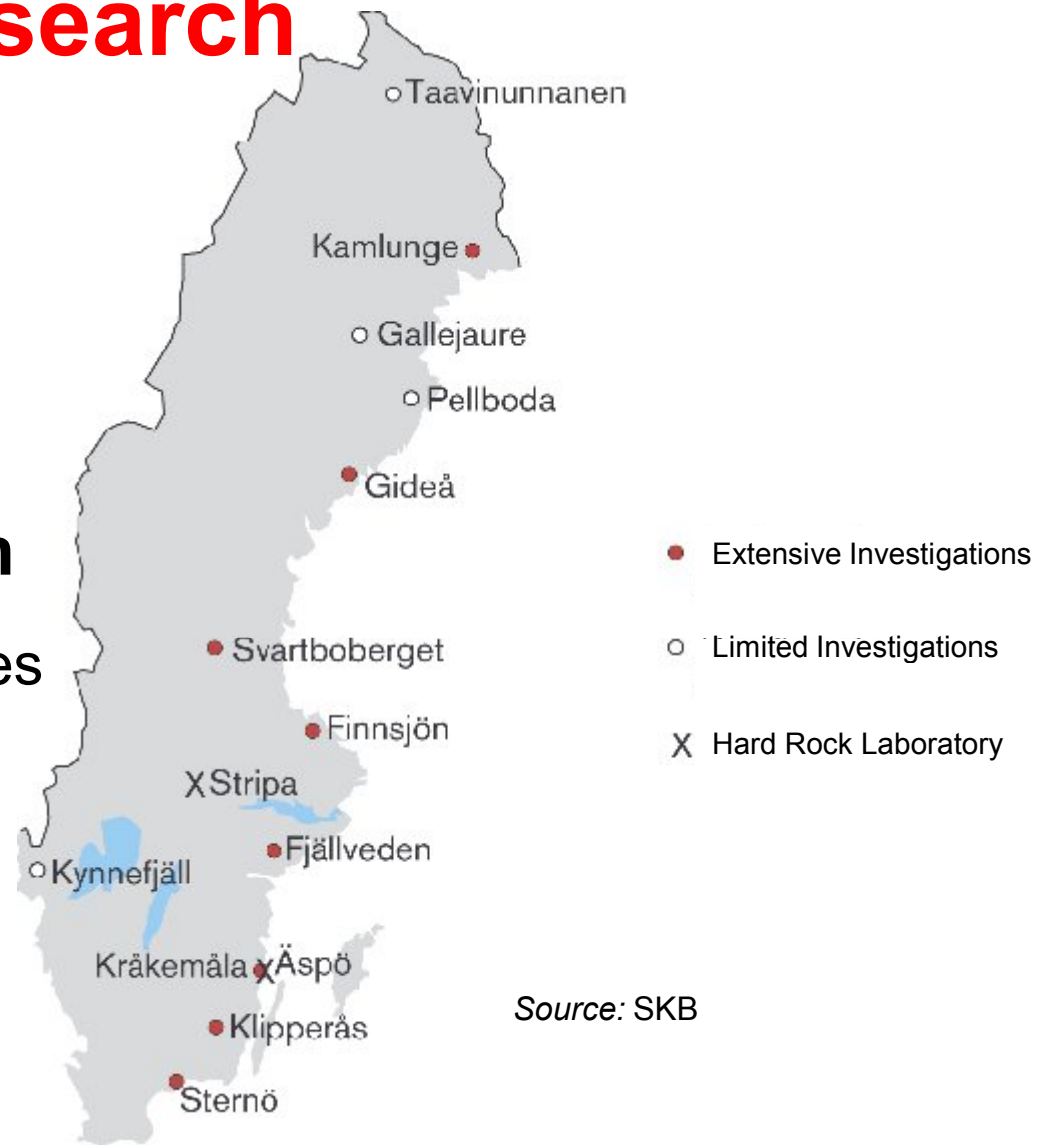 search
Taavinunnanen
Kamlunge
Gallejaure
Pellboda
Gideå
n
Extensive Investigations
es
Limited Investigations
Svartboberget
Finnsjön
X Hard Rock Laboratory
X Stripa
Fjällveden
Kynnefjäll
Kråkemåla X Äspö
Source: SKB
Klipperås
Sternö